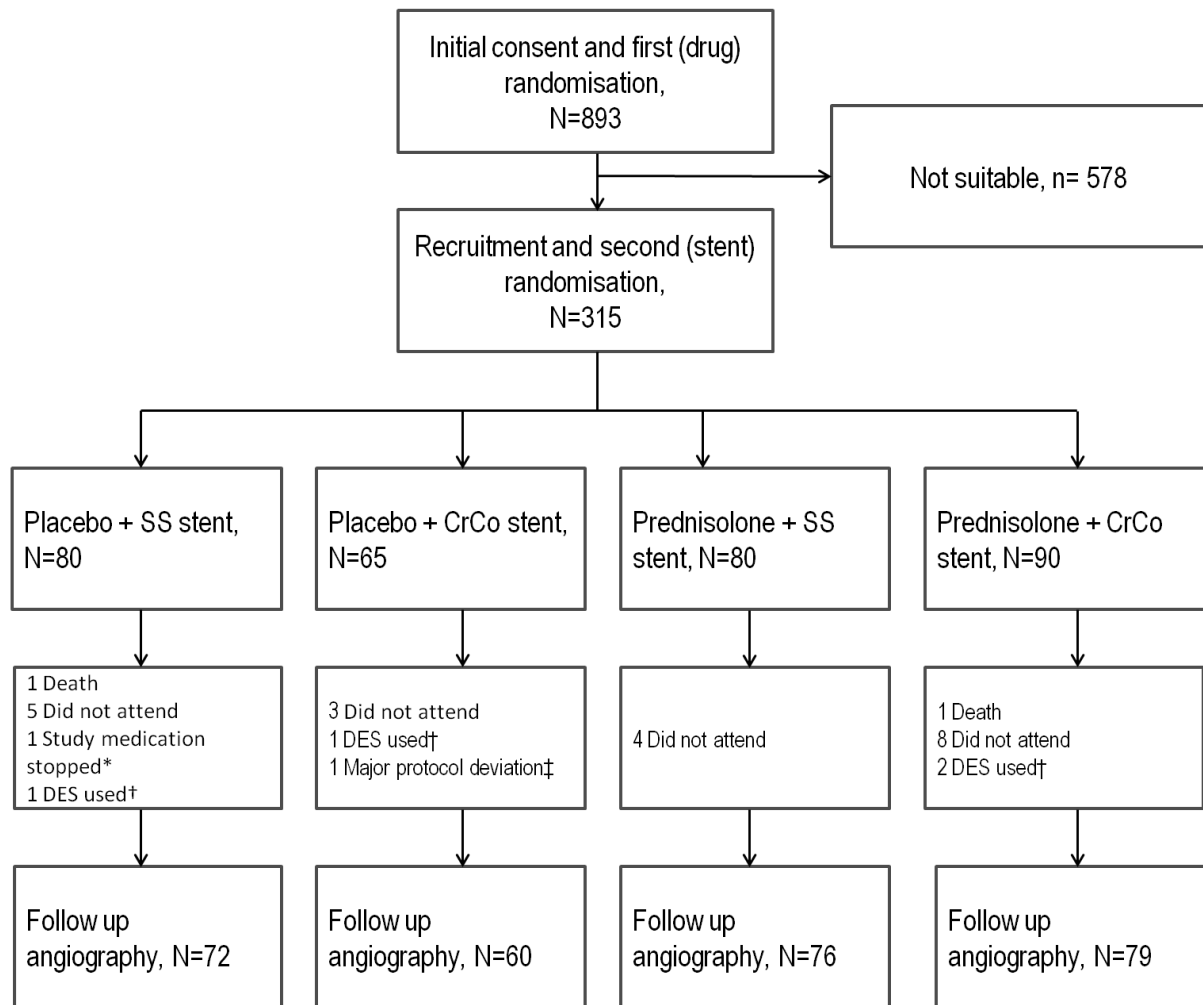 Initial consent and first (drug)
randomisation,
N=893
Not suitable, n= 578
Recruitment and second (stent)
randomisation,
N=315
Placebo + SS stent,
N=80
Placebo + CrCo stent,
N=65
Prednisolone + SS
stent, N=80
Prednisolone + CrCo
stent, N=90
1 Death
5 Did not attend
1 Study medication
stopped*
1 DES used†
3 Did not attend
1 DES used†
1 Major protocol deviation‡
4 Did not attend
1 Death
8 Did not attend
2 DES used†
Follow up
angiography, N=72
Follow up
angiography, N=60
Follow up
angiography, N=76
Follow up
angiography, N=79